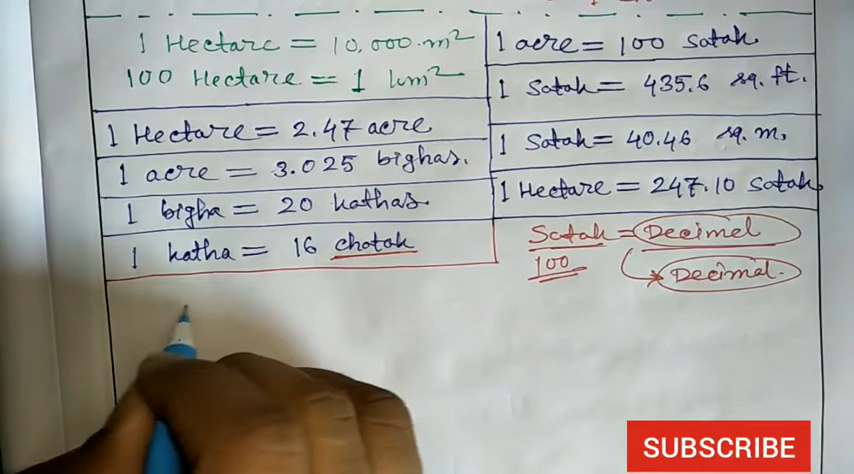 1 Hectare = 10,000 m²
100 Hectare = 1 km²
1 Hectare = 2.47 acre
1 acre = 3.025 bighas.
1 bigha = 20 kathas
1 katha = 16 chotak
1 acre = 100 Satak
1 Satak = 435.6 sq. ft.
1 Satak = 40.46 sq. m.
1 Hectare = 247.10 Satak
Satak = Decimel
100
Decimal.
SUBSCRIBE